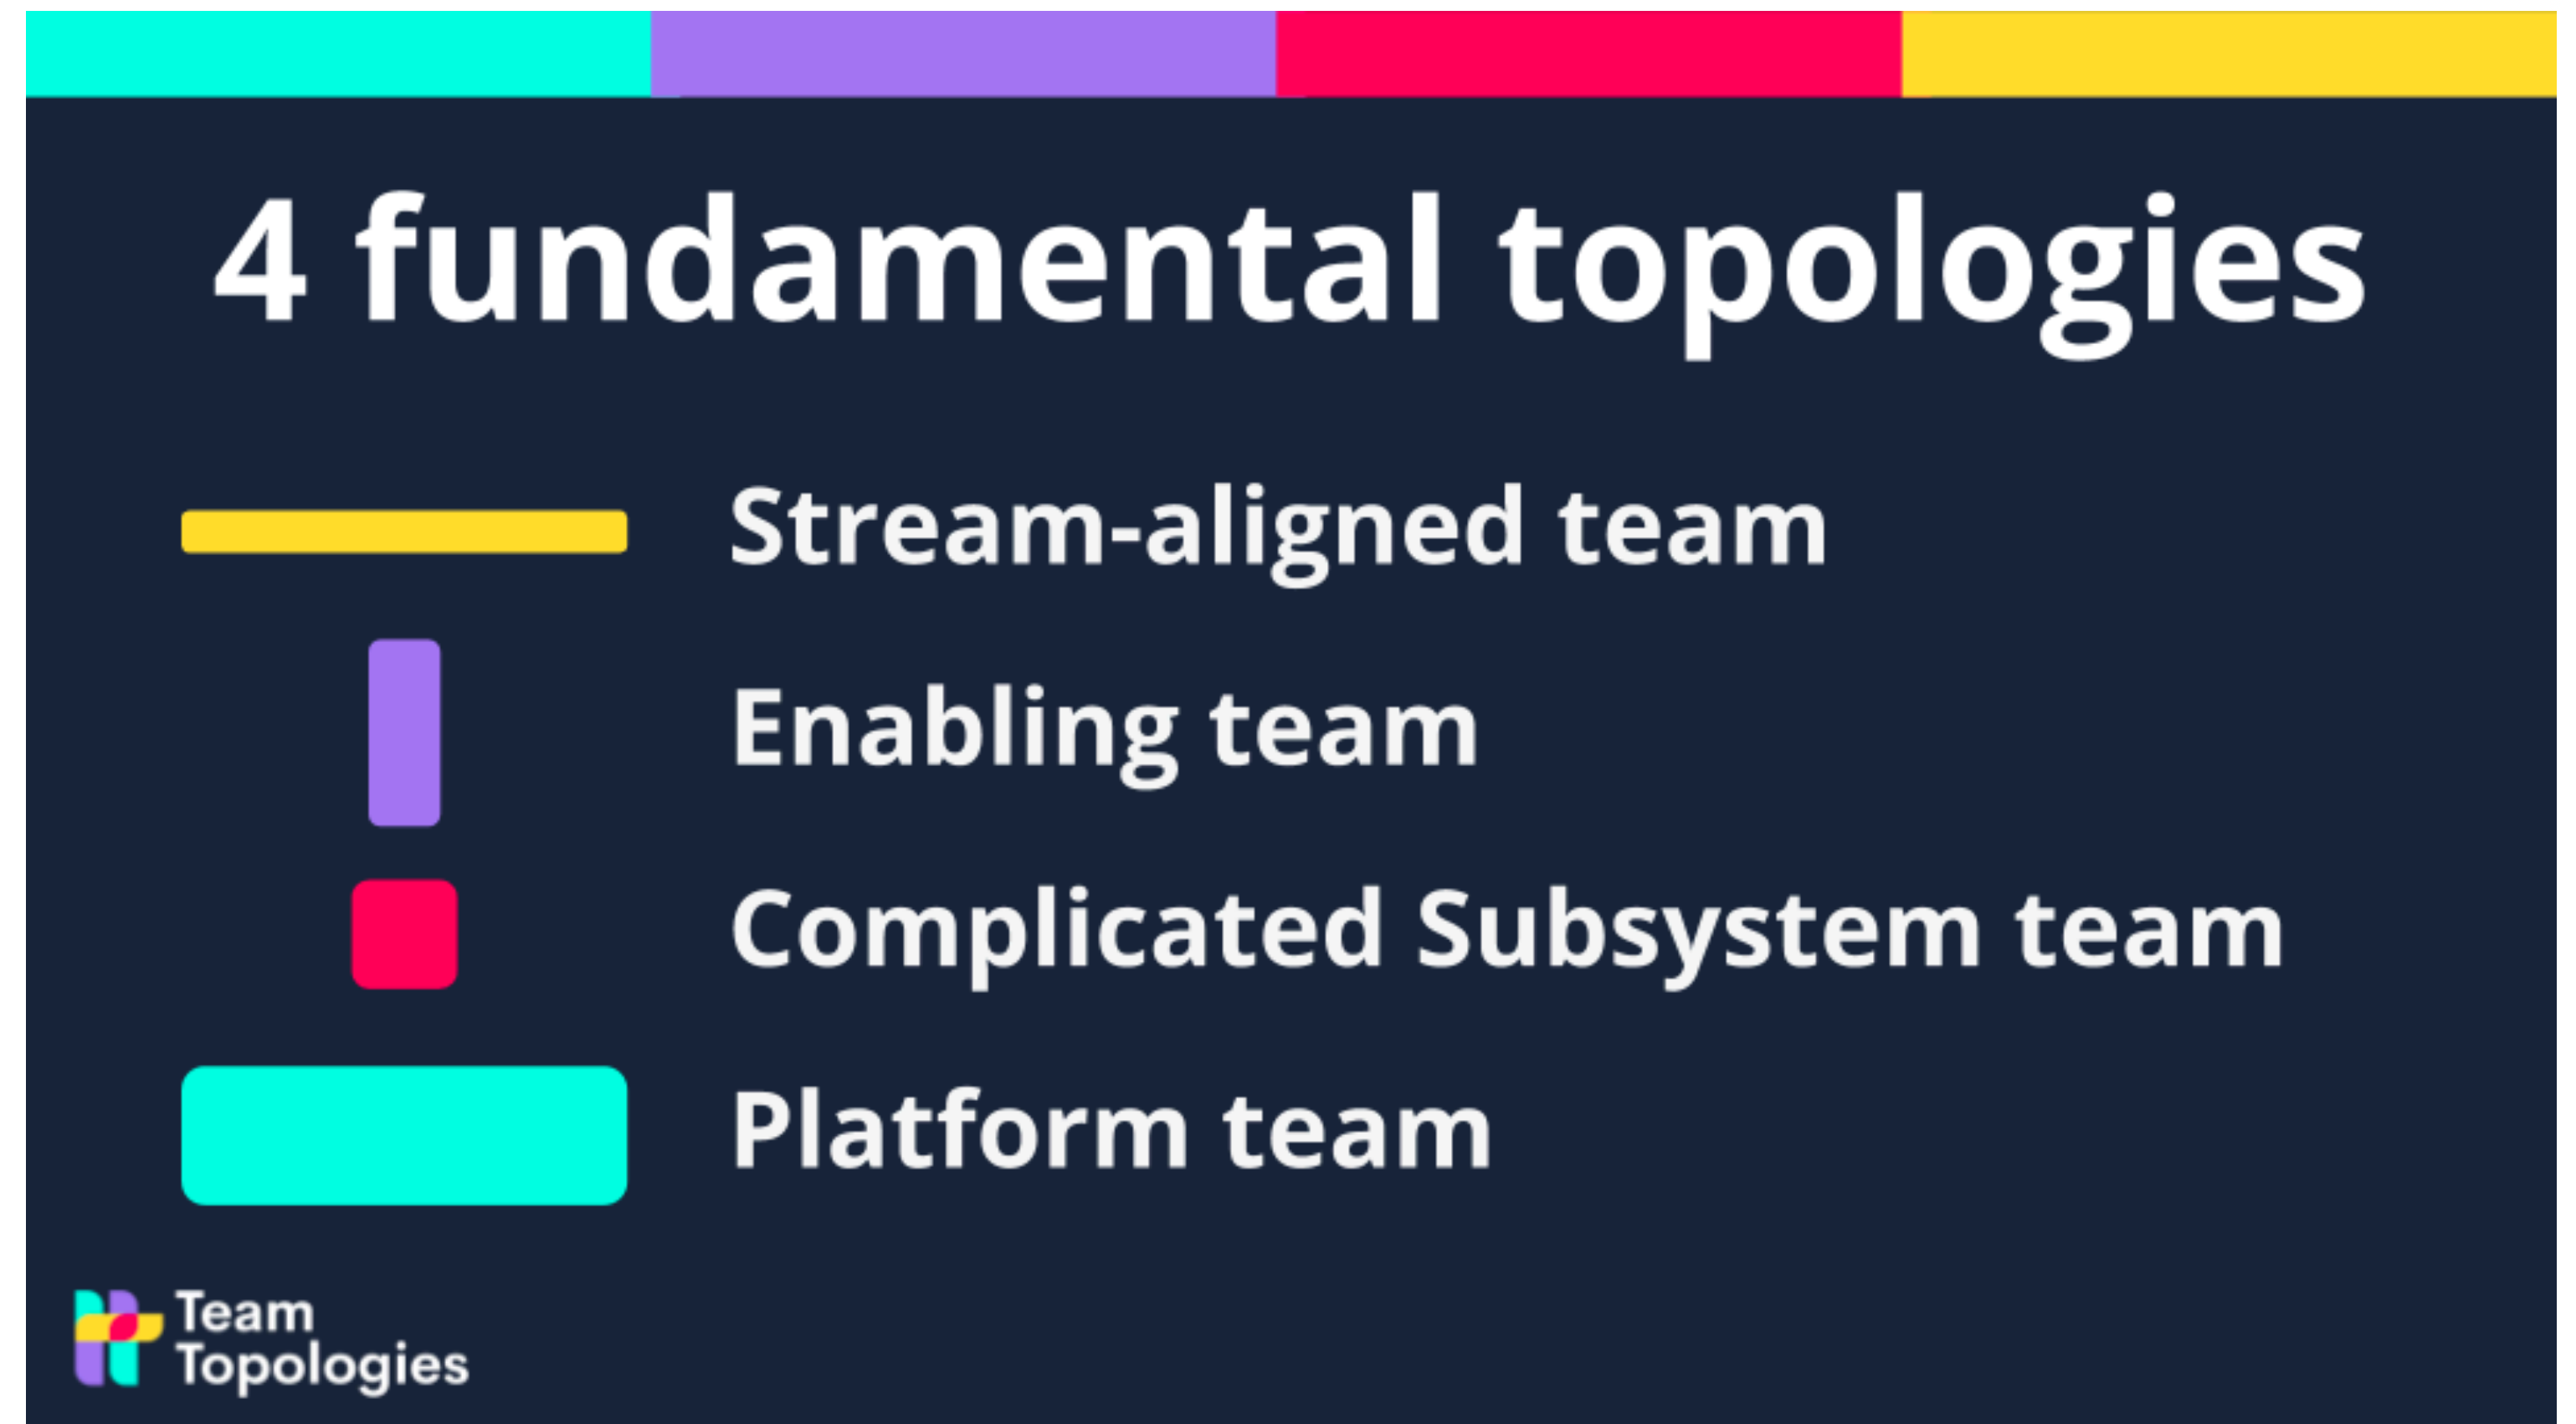 4 fundamental topologies
Stream-aligned team
Enabling team
Complicated Subsystem team
Platform team
Team
Topologies